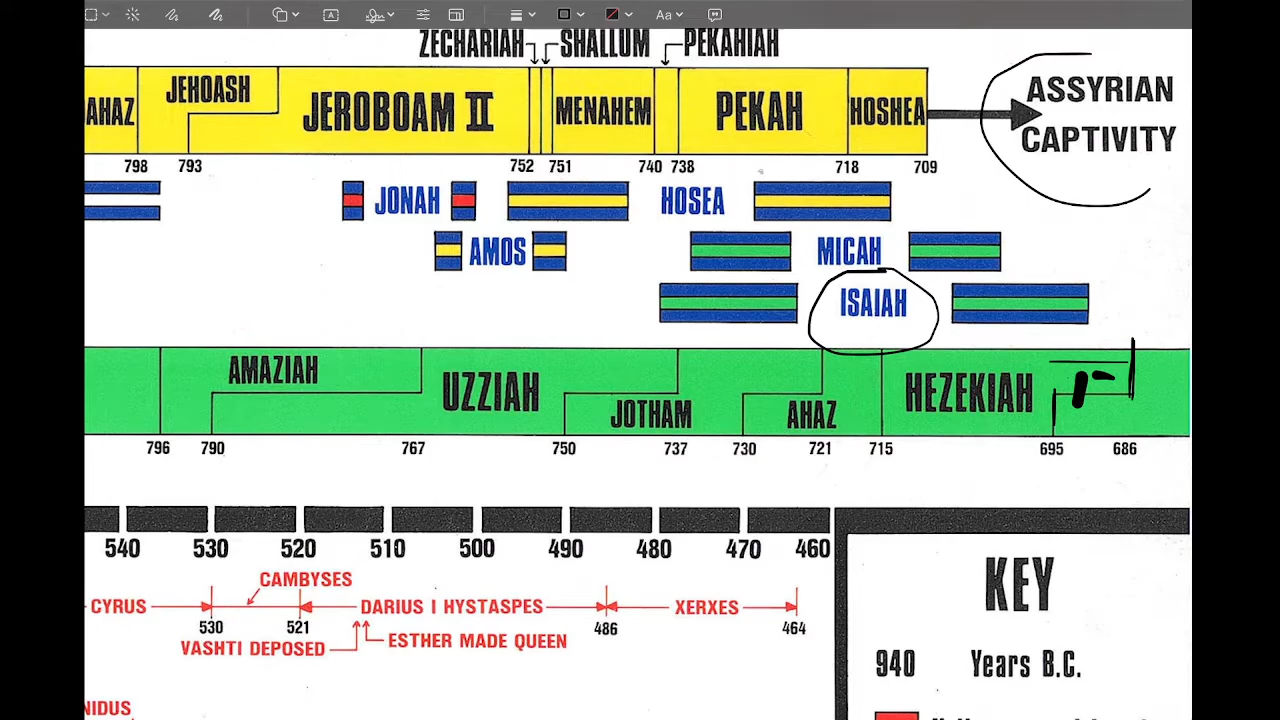 Aa
A
ZECHARIAH SHALLUM PEKAHIAH
AHAZ JEHOASH JEROBOAM II MENAHEM PEKAH HOSHEA ASSYRIAN
CAPTIVITY
798 793 752 751 740 738 718 709
JONAH HOSEA
AMOS MICAH
ISAIAH
AMAZIAH UZZIAH JOTHAM AHAZ HEZEKIAH
796 790 767 750 737 730 721 715 695 686
540 530 520 510 500 490 480 470 460
CAMBYSES
CYRUS DARIUS I HYSTASPES XERXES
530 521 486 464
VASHTI DEPOSED ESTHER MADE QUEEN
KEY
940 Years B.C.
NIDUS